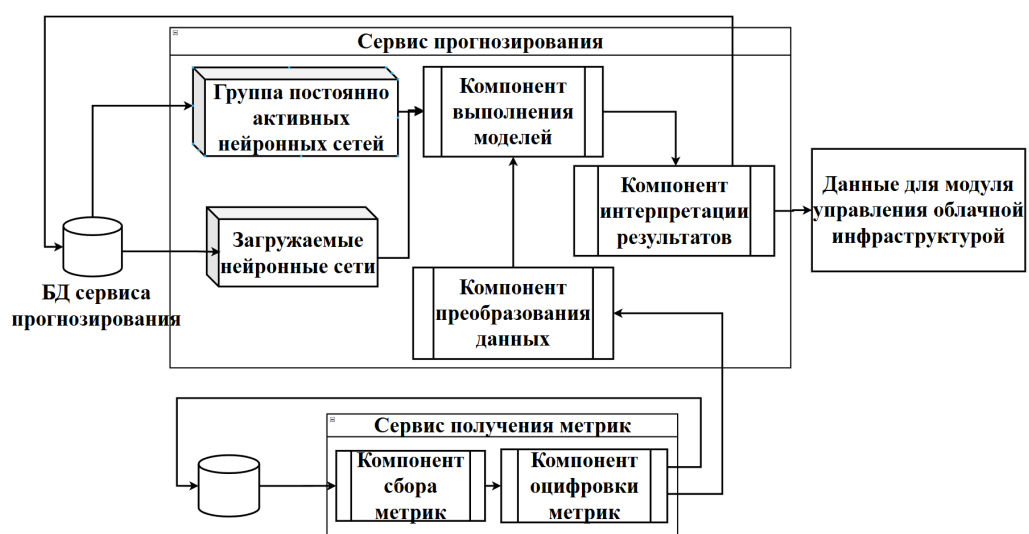 Сервис прогнозирования
Группа постоянно
активных
нейронных сетей
Компонент
выполнения
моделей
Компонент
интерпретации
результатов
Данные для модуля
управления облачной
инфраструктурой
Загружаемые
нейронные сети
БД сервиса
прогнозирования
Компонент
преобразования
данных
Сервис получения метрик
Компонент
сбора
метрик
Компонент
оцифровки
метрик